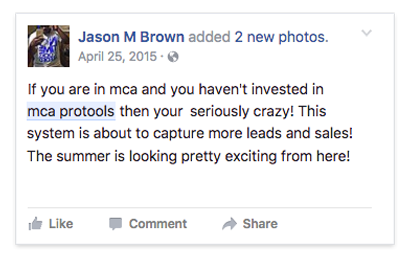 Jason M Brown added 2 new photos.
April 25, 2015 ·
If you are in mca and you haven't invested in
mca protools then your seriously crazy! This
system is about to capture more leads and sales!
The summer is looking pretty exciting from here!
Like Comment Share